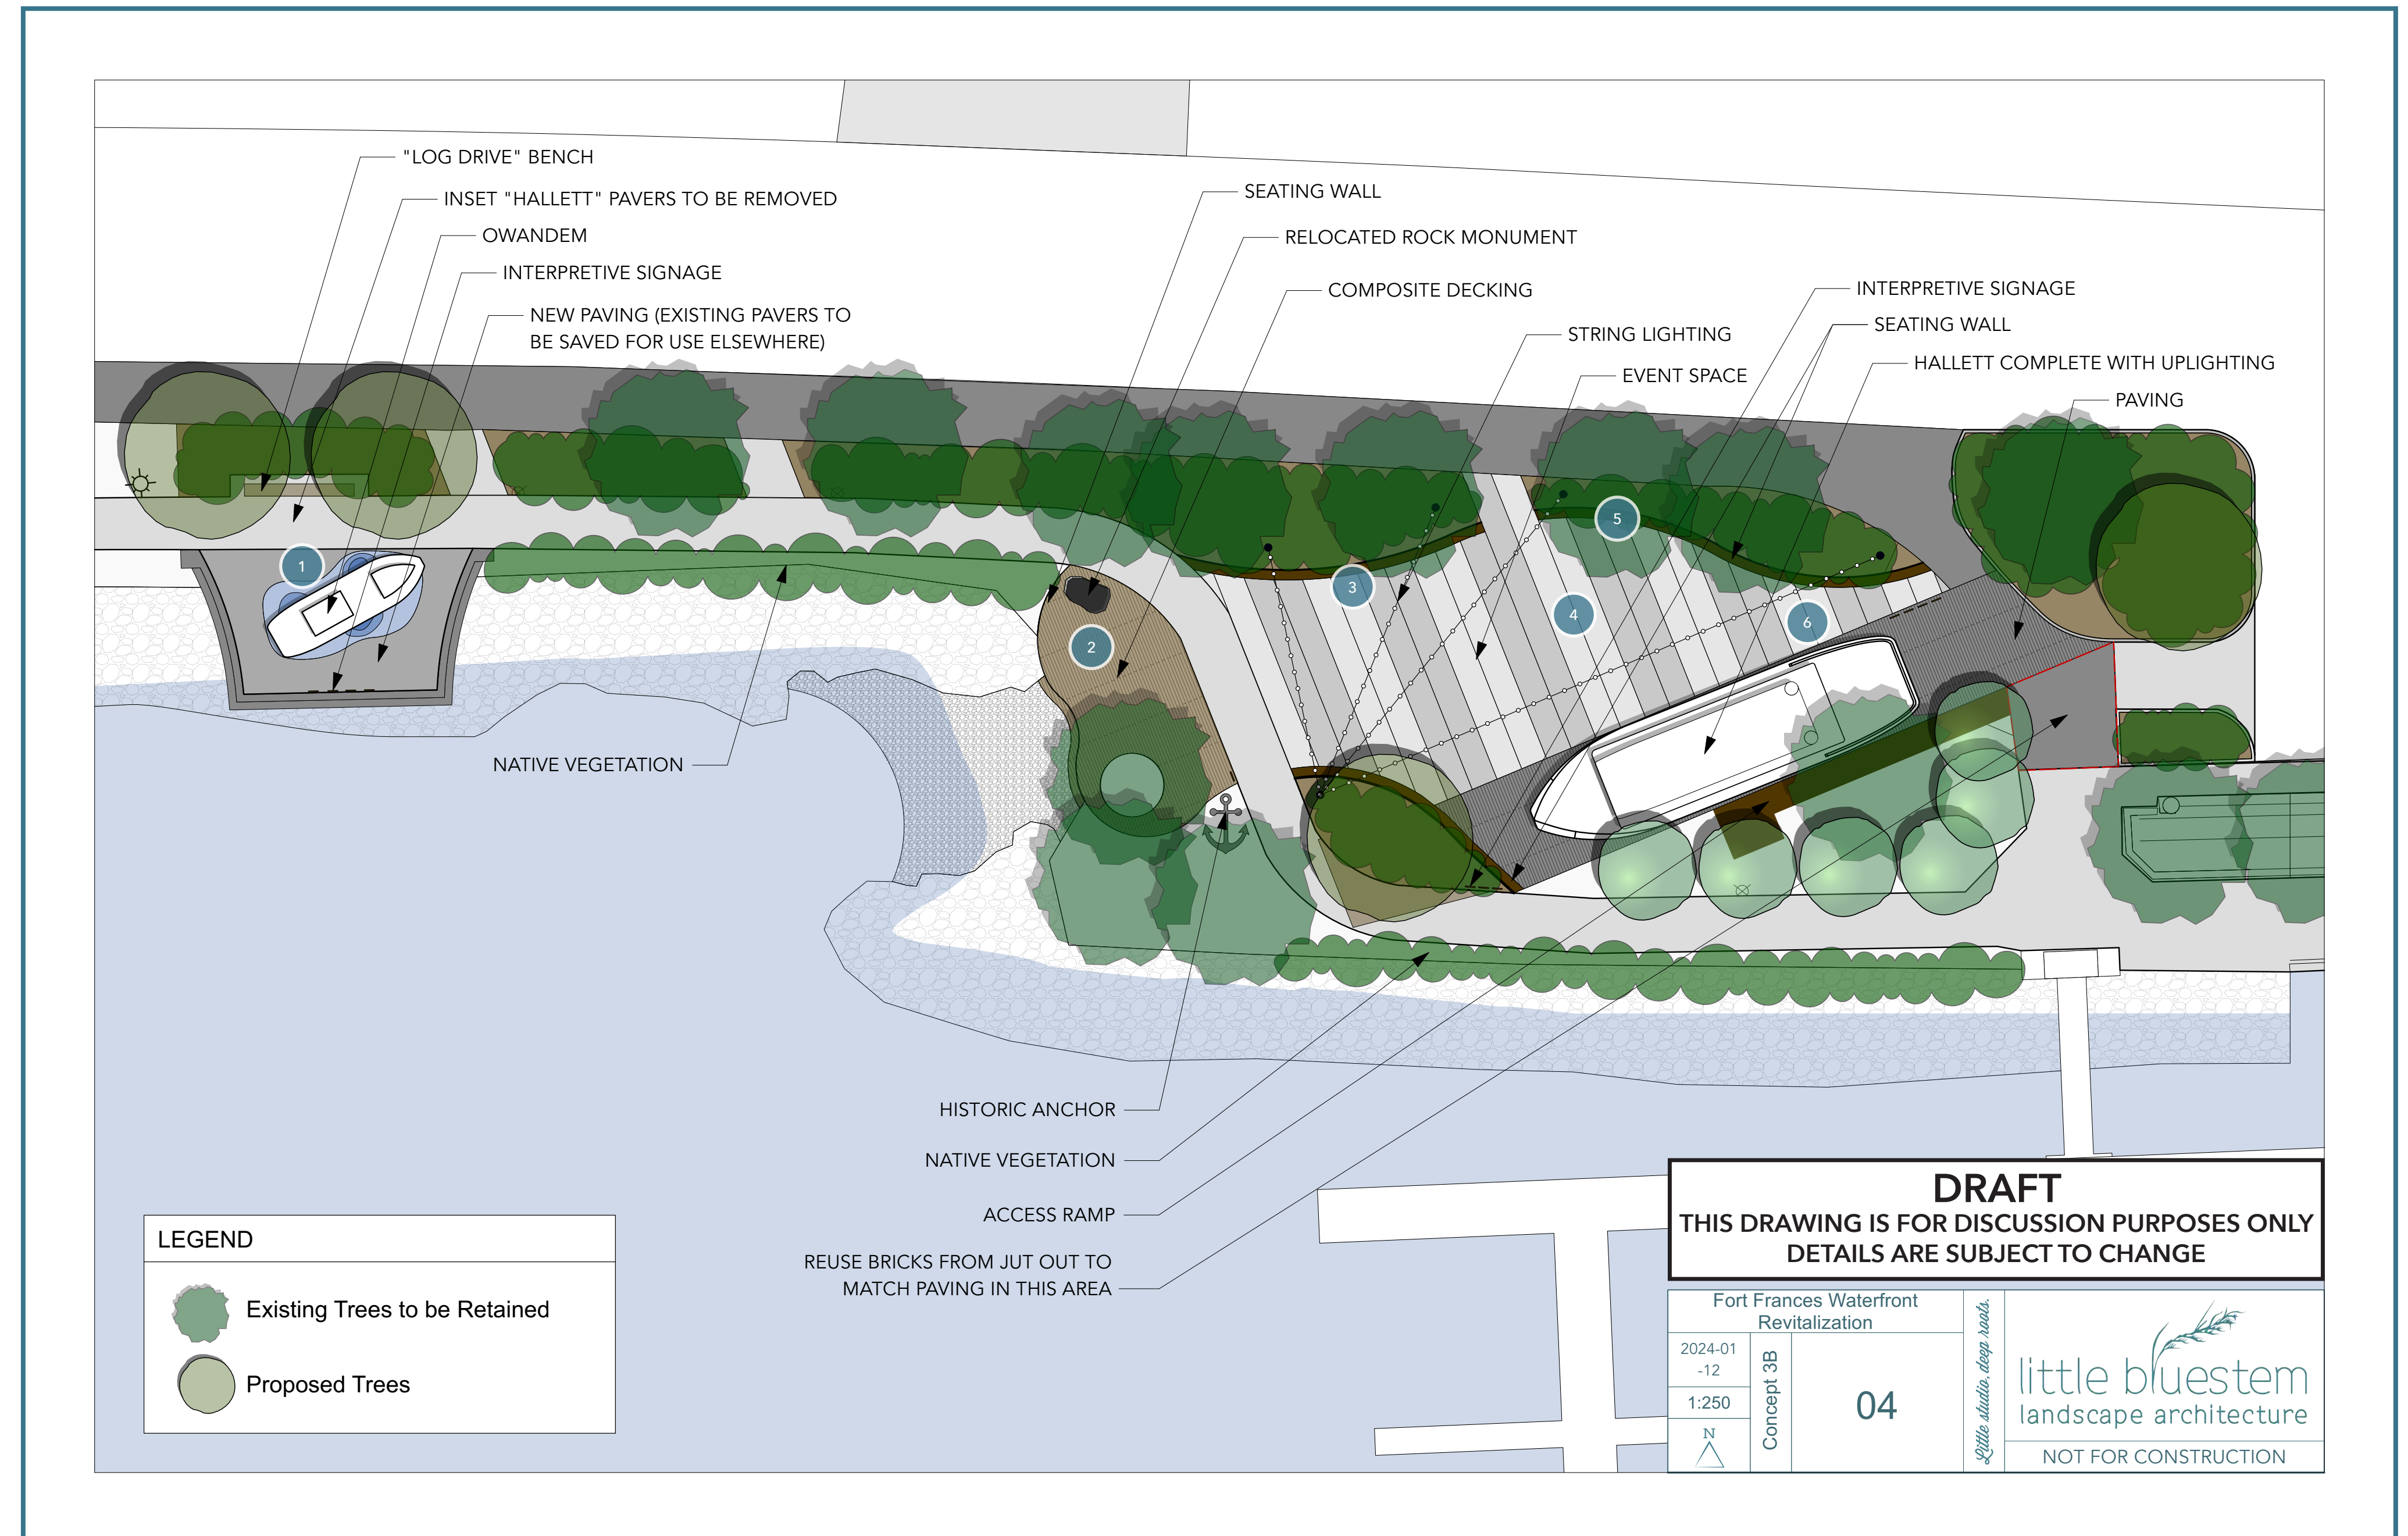 "LOG DRIVE" BENCH
INSET "HALLETT" PAVERS TO BE REMOVED
OWANDEM
INTERPRETIVE SIGNAGE
NEW PAVING (EXISTING PAVERS TO
BE SAVED FOR USE ELSEWHERE)
SEATING WALL
RELOCATED ROCK MONUMENT
COMPOSITE DECKING
STRING LIGHTING
EVENT SPACE
INTERPRETIVE SIGNAGE
SEATING WALL
HALLETT COMPLETE WITH UPLIGHTING
PAVING
1
2
3
4
5
6
NATIVE VEGETATION
HISTORIC ANCHOR
NATIVE VEGETATION
ACCESS RAMP
REUSE BRICKS FROM JUT OUT TO
MATCH PAVING IN THIS AREA
LEGEND
Existing Trees to be Retained
Proposed Trees
DRAFT
THIS DRAWING IS FOR DISCUSSION PURPOSES ONLY
DETAILS ARE SUBJECT TO CHANGE
Fort Frances Waterfront
Revitalization
2024-01
-12
1:250
N
Concept 3B
04
Little studio, deep roots.
little bluestem
landscape architecture
NOT FOR CONSTRUCTION